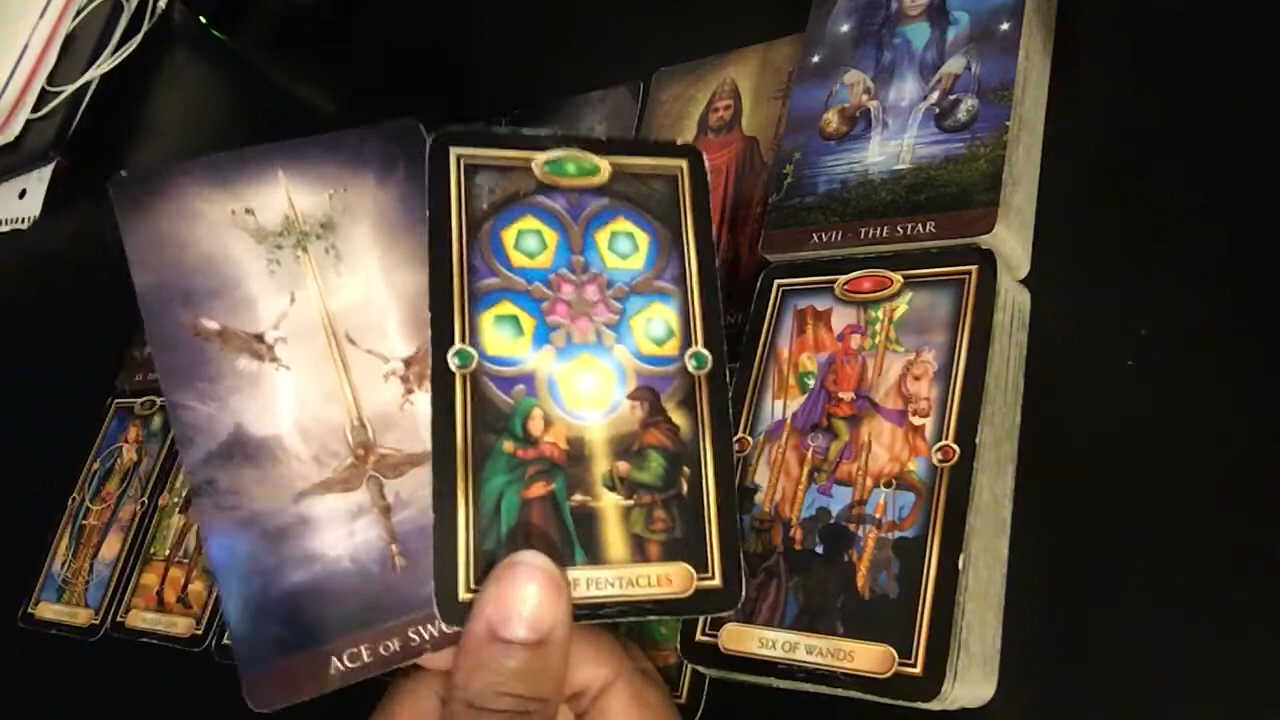 XVII - THE STAR
OF PENTACLES
ACE OF SWO
SIX OF WANDS